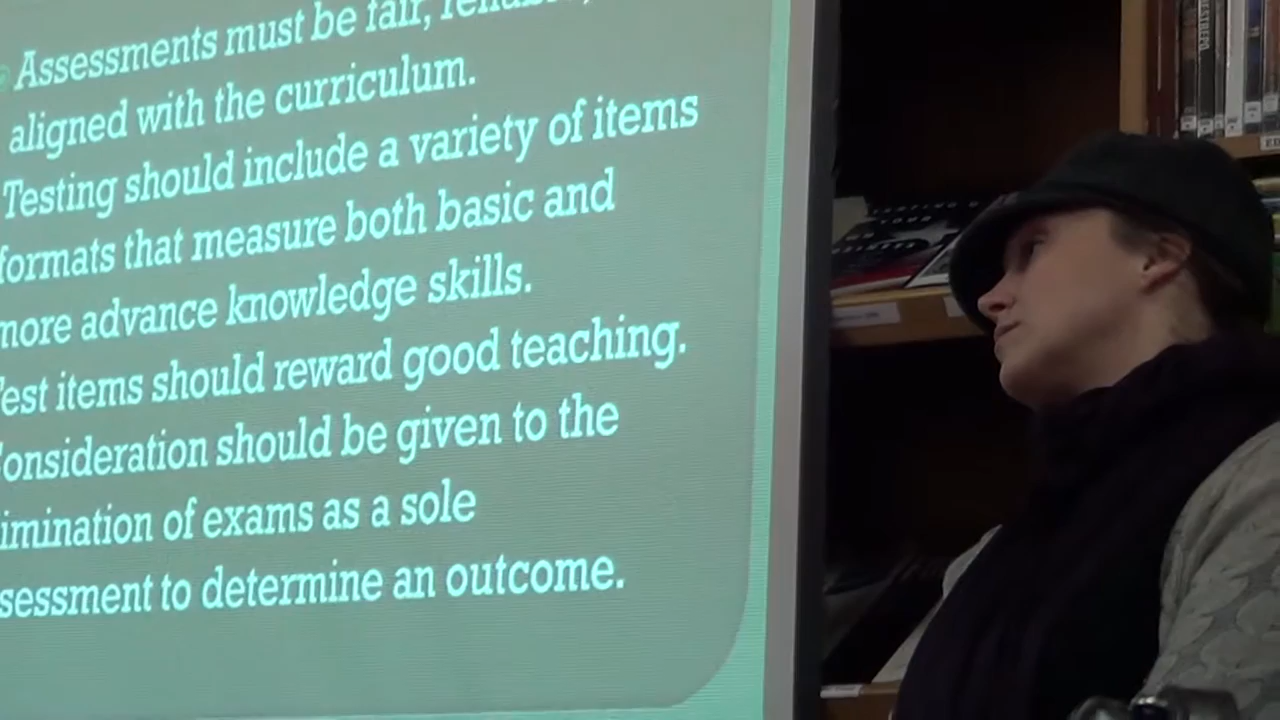 Assessments must be fair,
aligned with the curriculum.
Testing should include a variety of items
formats that measure both basic and
more advance knowledge skills.
est items should reward good teaching.
onsideration should be given to the
imination of exams as a sole
sessment to determine an outcome.